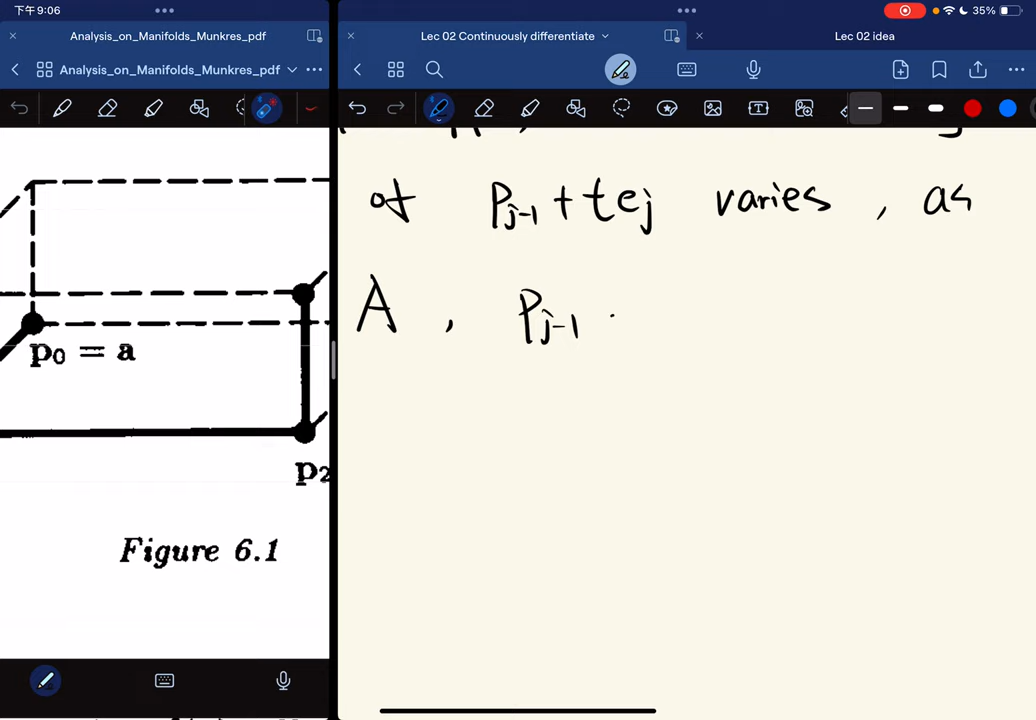 下午9:06
35%
Analysis_on_Manifolds_Munkres_pdf
Lec 02 Continuously differentiate
Lec 02 idea
Analysis_on_Manifolds_Munkres_pdf
of Pj-1 + tej varies , as
A , Pj-1
p0 = a
p2
Figure 6.1